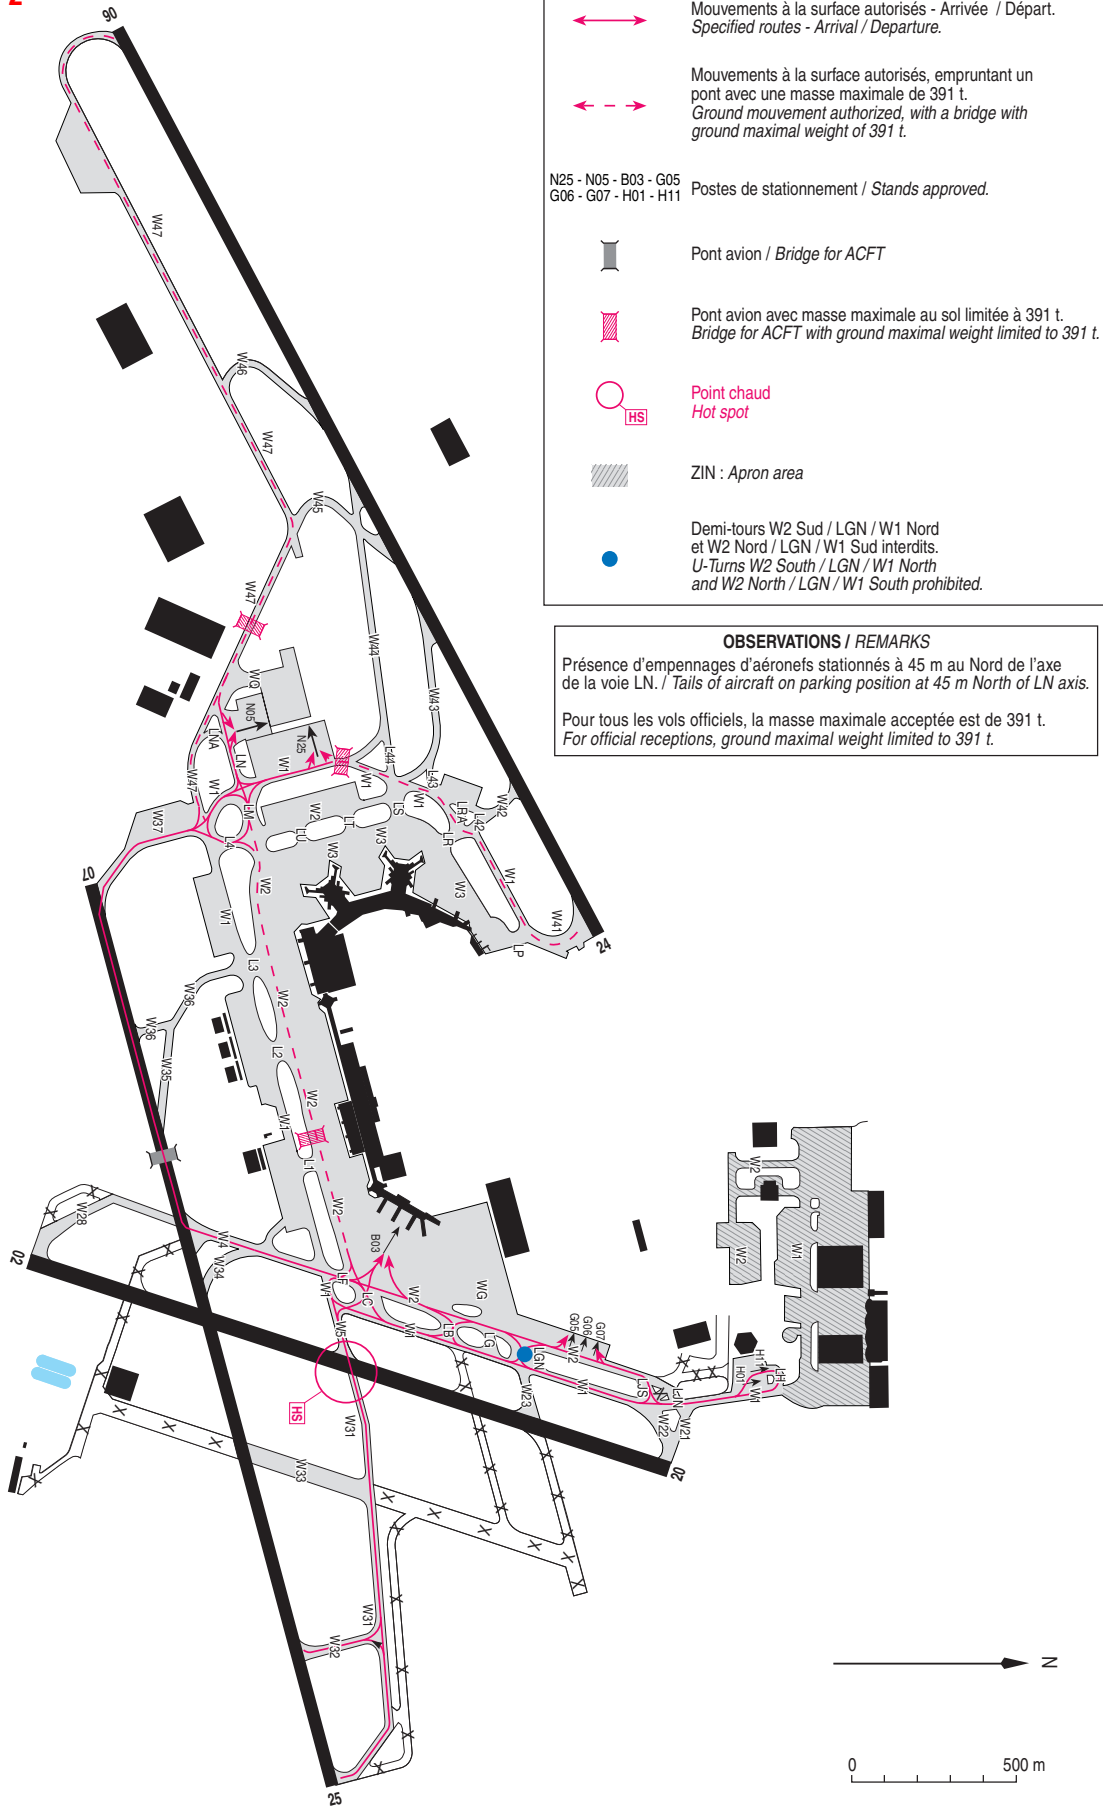 Mouvements à la surface autorisés - Arrivée / Départ.
Specified routes - Arrival / Departure.
Mouvements à la surface autorisés, empruntant un
pont avec une masse maximale de 391 t.
Ground mouvement authorized, with a bridge with
ground maximal weight of 391 t.
N25 - N05 - B03 - G05
G06 - G07 - H01 - H11
Postes de stationnement / Stands approved.
Pont avion / Bridge for ACFT
Pont avion avec masse maximale au sol limitée à 391 t.
Bridge for ACFT with ground maximal weight limited to 391 t.
Point chaud
Hot spot
HS
ZIN : Apron area
Demi-tours W2 Sud / LGN / W1 Nord
et W2 Nord / LGN / W1 Sud interdits.
U-Turns W2 South / LGN / W1 North
and W2 North / LGN / W1 South prohibited.
OBSERVATIONS / REMARKS
Présence d'empennages d'aéronefs stationnés à 45 m au Nord de l'axe
de la voie LN. / Tails of aircraft on parking position at 45 m North of LN axis.
Pour tous les vols officiels, la masse maximale acceptée est de 391 t.
For official receptions, ground maximal weight limited to 391 t.
06
W47
W46
W47
W45
W47
W44
W43
WQ
N05
LNA
LN
N25
W1
L44
W1
L43
W1
W42
L42
LRA
LR
LS
LT
LU
W2
W3
W3
W3
W1
W41
LP
24
W47
W1
LM
L4
W37
07
W2
W1
L3
W36
W36
W35
W2
L2
W2
W1
L1
W2
W28
02
W4
W34
B03
LF
W1
LC
W2
W1
W5
WG
LB
LG
G05
G06
G07
W2
LGN
W1
W23
LJS
LJN
W22
W21
20
H11
H01
LH
W1
W2
W2
W1
HS
W31
W33
W31
W32
25
N
0
500 m